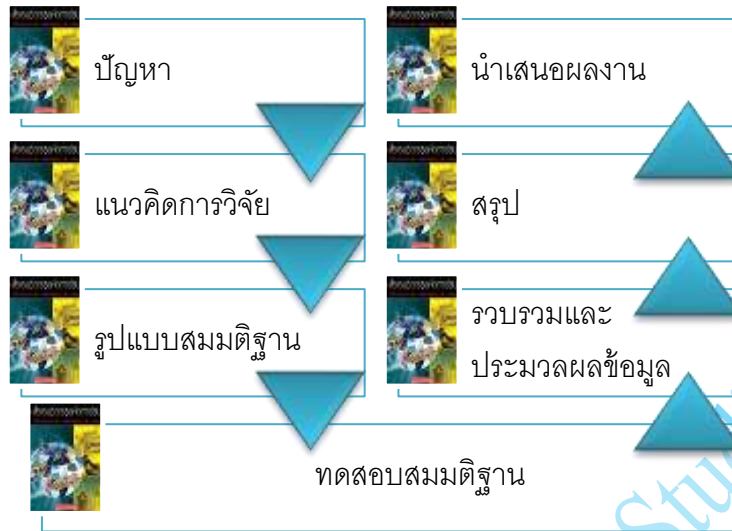 ปัญหา
แนวคิดการวิจัย
รูปแบบสมมติฐาน
ทดสอบสมมติฐาน
รวบรวมและ
ประมวลผลข้อมูล
สรุป
นำเสนอผลงาน